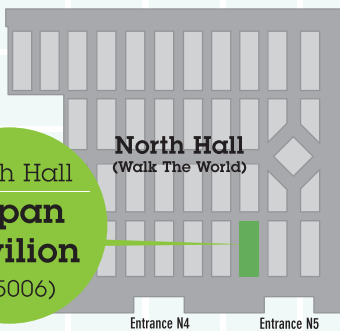 North Hall
(Walk The World)
h Hall
pan
vilion
5006)
Entrance N4
Entrance N5